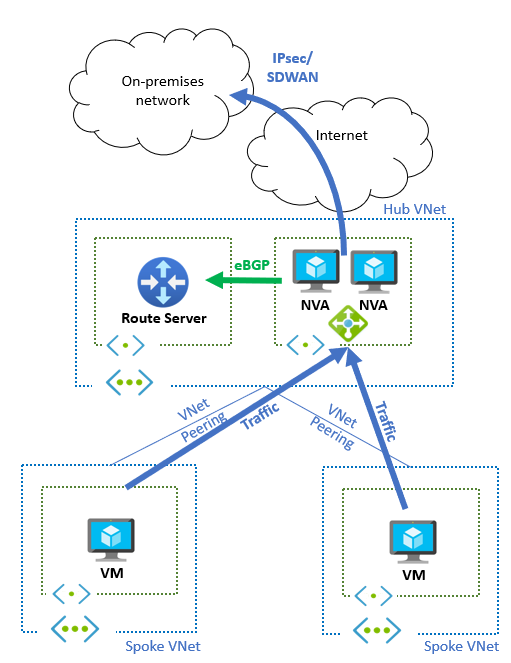 IPsec/
SDWAN
On-premises
network
Internet
Hub VNet
eBGP
Route Server
NVA
NVA
VNet
Peering
Traffic
VNet
Peering
Traffic
VM
VM
Spoke VNet
Spoke VNet